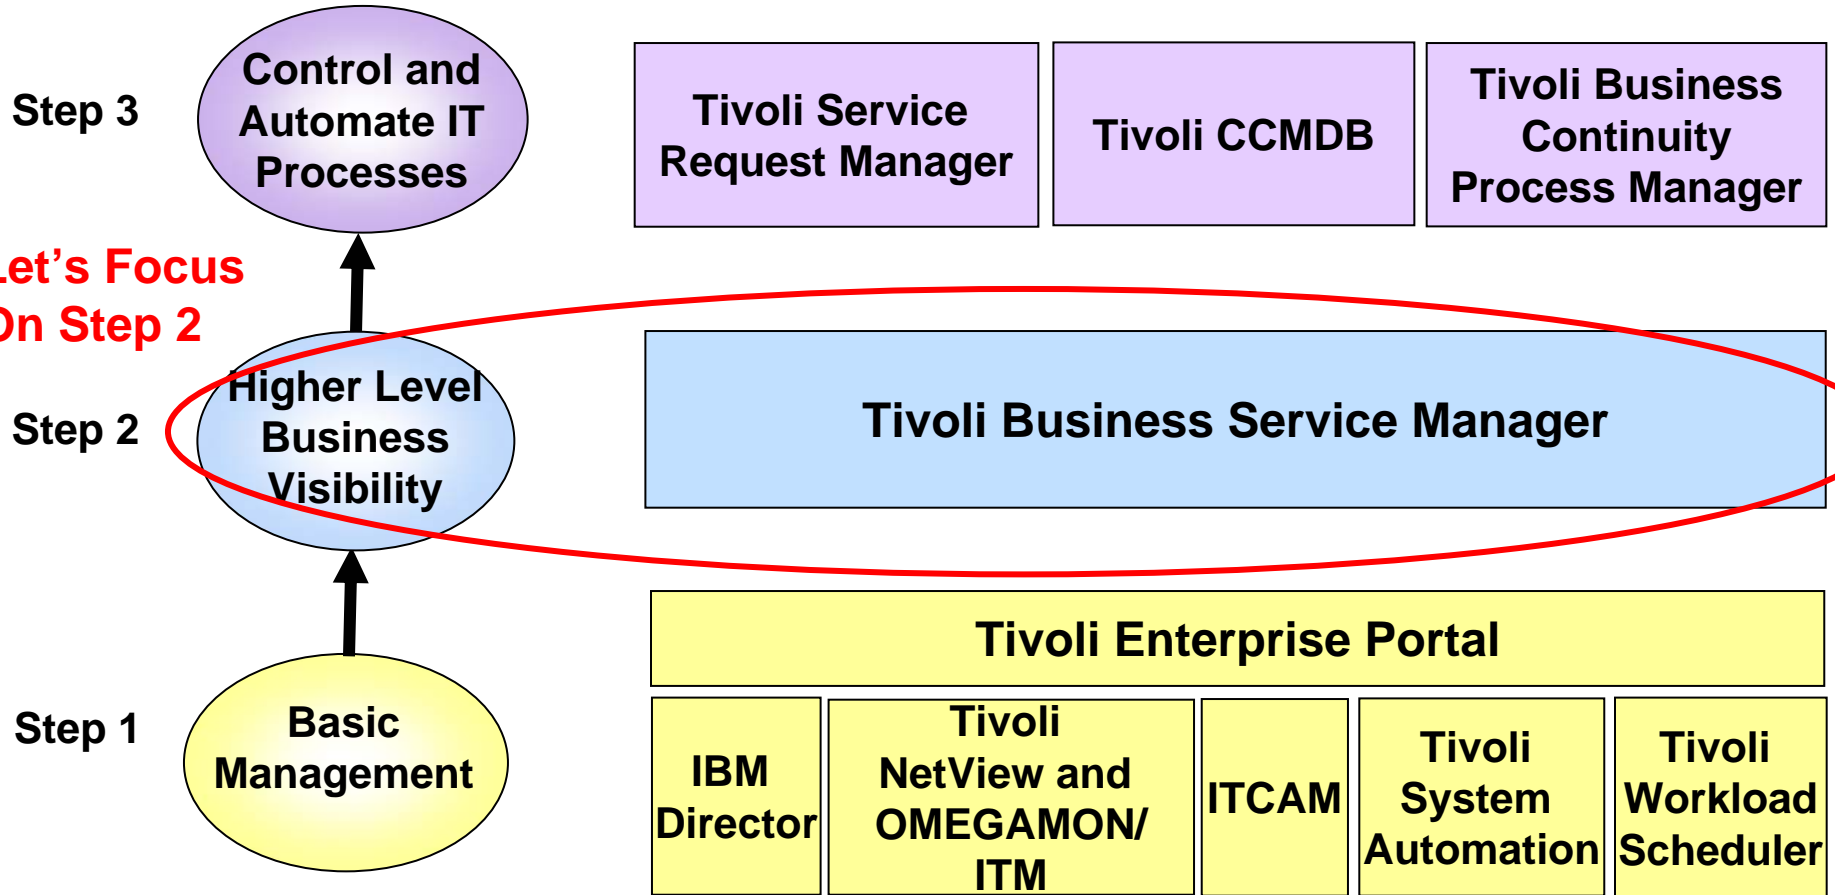 Step 3
Control and
Automate IT
Processes
Tivoli Service
Request Manager
Tivoli CCMDB
Tivoli Business
Continuity
Process Manager
Let’s Focus
On Step 2
Step 2
Higher Level
Business
Visibility
Tivoli Business Service Manager
Tivoli Enterprise Portal
Step 1
Basic
Management
IBM
Director
Tivoli
NetView and
OMEGAMON/
ITM
ITCAM
Tivoli
System
Automation
Tivoli
Workload
Scheduler